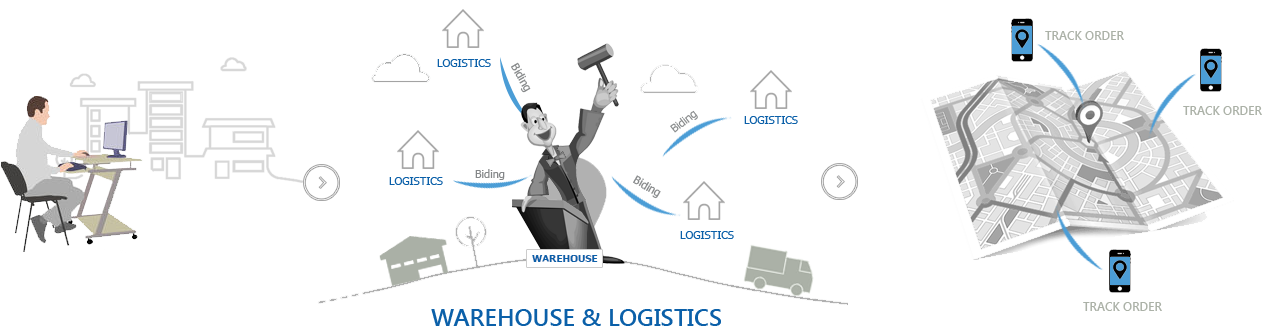 LOGISTICS
Biding
LOGISTICS
Biding
Biding
LOGISTICS
Biding
LOGISTICS
WAREHOUSE
WAREHOUSE & LOGISTICS
TRACK ORDER
TRACK ORDER
TRACK ORDER